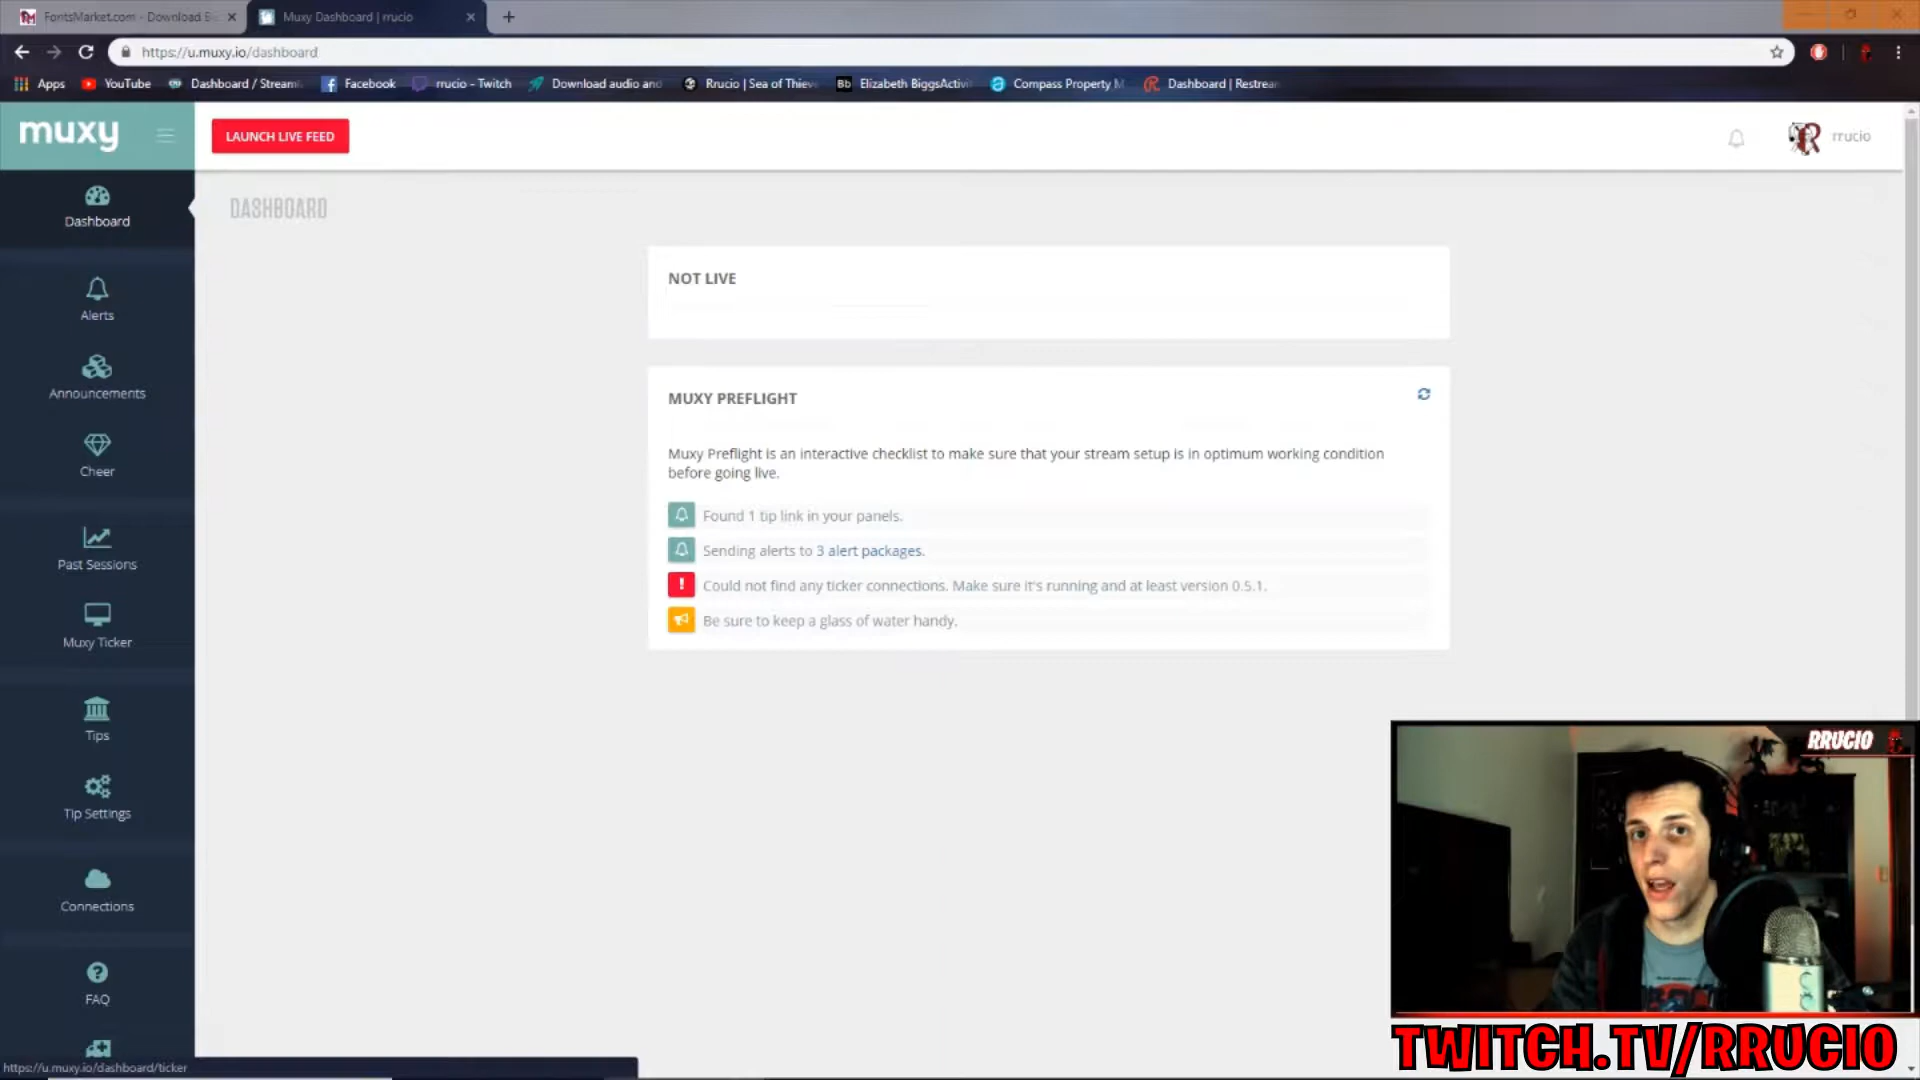 FontsMarket.com - Download B
Muxy Dashboard | rrucio
https://u.muxy.io/dashboard
Apps
YouTube
Dashboard / Stream
Facebook
rrucio - Twitch
Download audio and
Rrucio | Sea of Thiev
Bb
Elizabeth BiggsActivi
Compass Property M
Dashboard | Restrean
muxy
LAUNCH LIVE FEED
rrucio
Dashboard
DASHBOARD
NOT LIVE
Alerts
Announcements
MUXY PREFLIGHT
Cheer
Muxy Preflight is an interactive checklist to make sure that your stream setup is in optimum working condition
before going live.
Found 1 tip link in your panels.
Past Sessions
Sending alerts to 3 alert packages.
Could not find any ticker connections. Make sure it's running and at least version 0.5.1.
Muxy Ticker
Be sure to keep a glass of water handy.
Tips
RRUCIO
Tip Settings
Connections
FAQ
https://u.muxy.io/dashboard/ticker
TWITCH.TV/RRUCIO